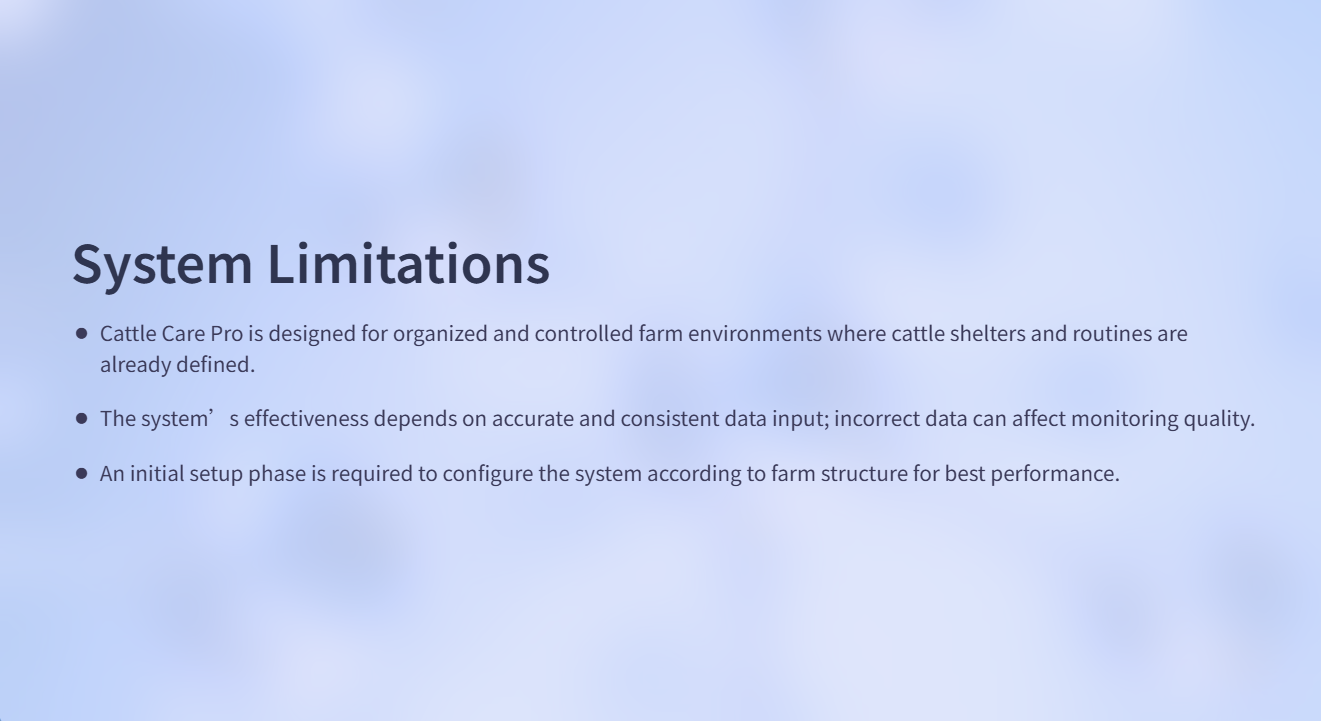 System Limitations
● Cattle Care Pro is designed for organized and controlled farm environments where cattle shelters and routines are
already defined.
● The system’s effectiveness depends on accurate and consistent data input; incorrect data can affect monitoring quality.
● An initial setup phase is required to configure the system according to farm structure for best performance.